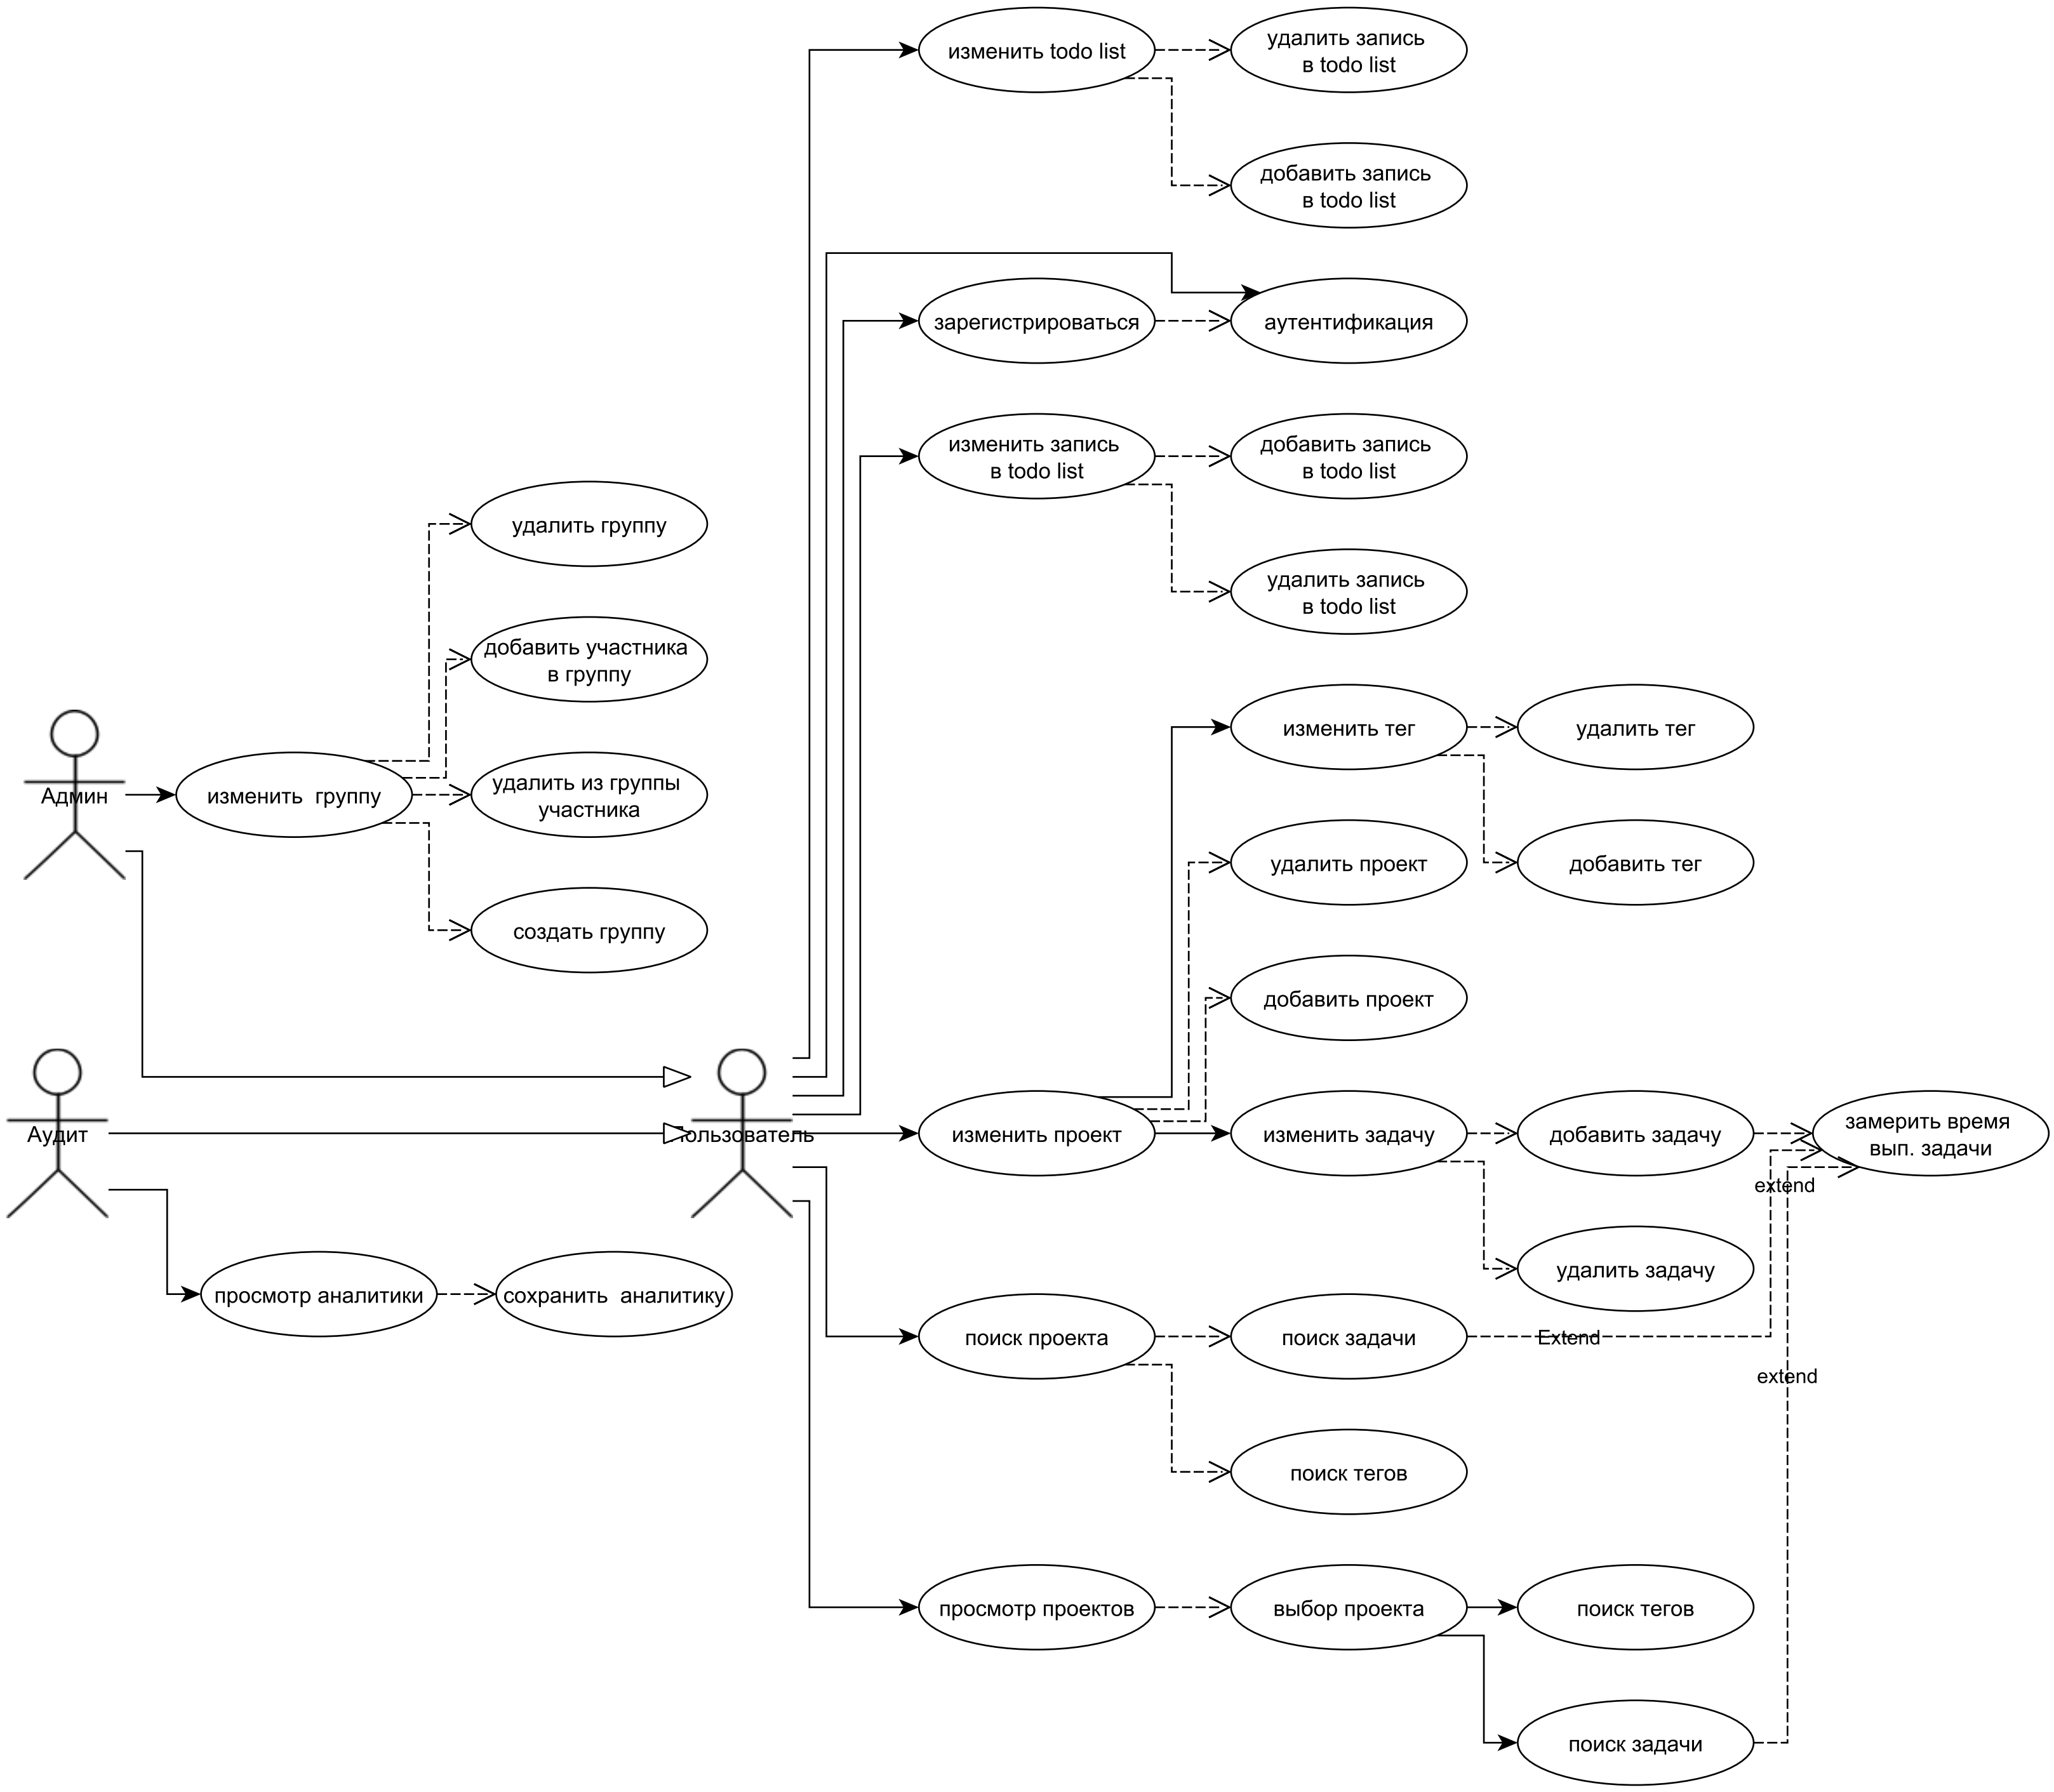 изменить todo list
удалить запись
в todo list
добавить запись
в todo list
зарегистрироваться
аутентификация
изменить запись
в todo list
добавить запись
в todo list
удалить запись
в todo list
удалить группу
добавить участника
в группу
удалить из группы
участника
создать группу
Админ
изменить  группу
изменить тег
удалить тег
добавить тег
удалить проект
добавить проект
Аудит
Пользователь
изменить проект
изменить задачу
добавить задачу
замерить время
вып. задачи
extend
удалить задачу
просмотр аналитики
сохранить  аналитику
поиск проекта
поиск задачи
Extend
extend
поиск тегов
просмотр проектов
выбор проекта
поиск тегов
поиск задачи